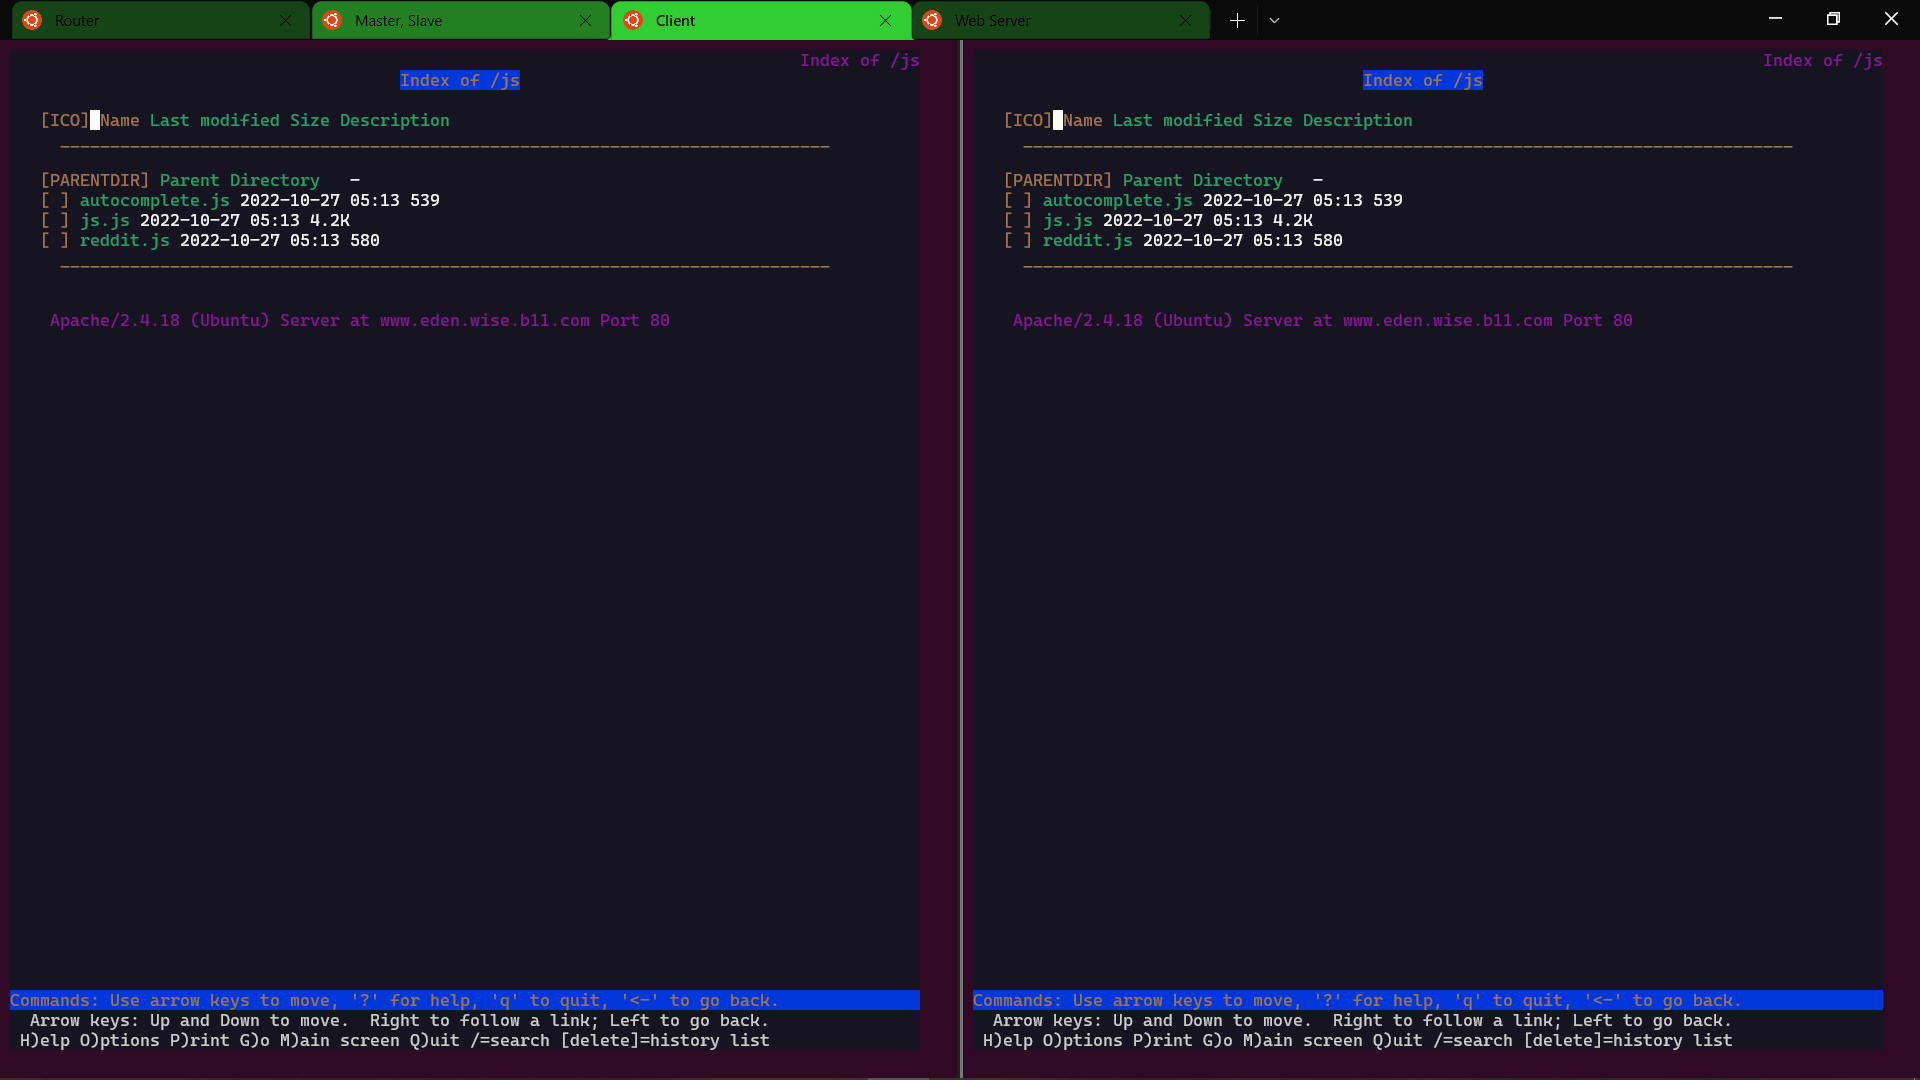 Router
Master, Slave
Client
Web Server
Index of /js
Index of /js
[ICO] Name Last modified Size Description
[PARENTDIR] Parent Directory -
[ ] autocomplete.js 2022-10-27 05:13 539
[ ] js.js 2022-10-27 05:13 4.2K
[ ] reddit.js 2022-10-27 05:13 580
Apache/2.4.18 (Ubuntu) Server at www.eden.wise.b11.com Port 80
Commands: Use arrow keys to move, '?' for help, 'q' to quit, '<-' to go back.
Arrow keys: Up and Down to move. Right to follow a link; Left to go back.
H)elp O)ptions P)rint G)o M)ain screen Q)uit /=search [delete]=history list
Index of /js
Index of /js
[ICO] Name Last modified Size Description
[PARENTDIR] Parent Directory -
[ ] autocomplete.js 2022-10-27 05:13 539
[ ] js.js 2022-10-27 05:13 4.2K
[ ] reddit.js 2022-10-27 05:13 580
Apache/2.4.18 (Ubuntu) Server at www.eden.wise.b11.com Port 80
Commands: Use arrow keys to move, '?' for help, 'q' to quit, '<-' to go back.
Arrow keys: Up and Down to move. Right to follow a link; Left to go back.
H)elp O)ptions P)rint G)o M)ain screen Q)uit /=search [delete]=history list